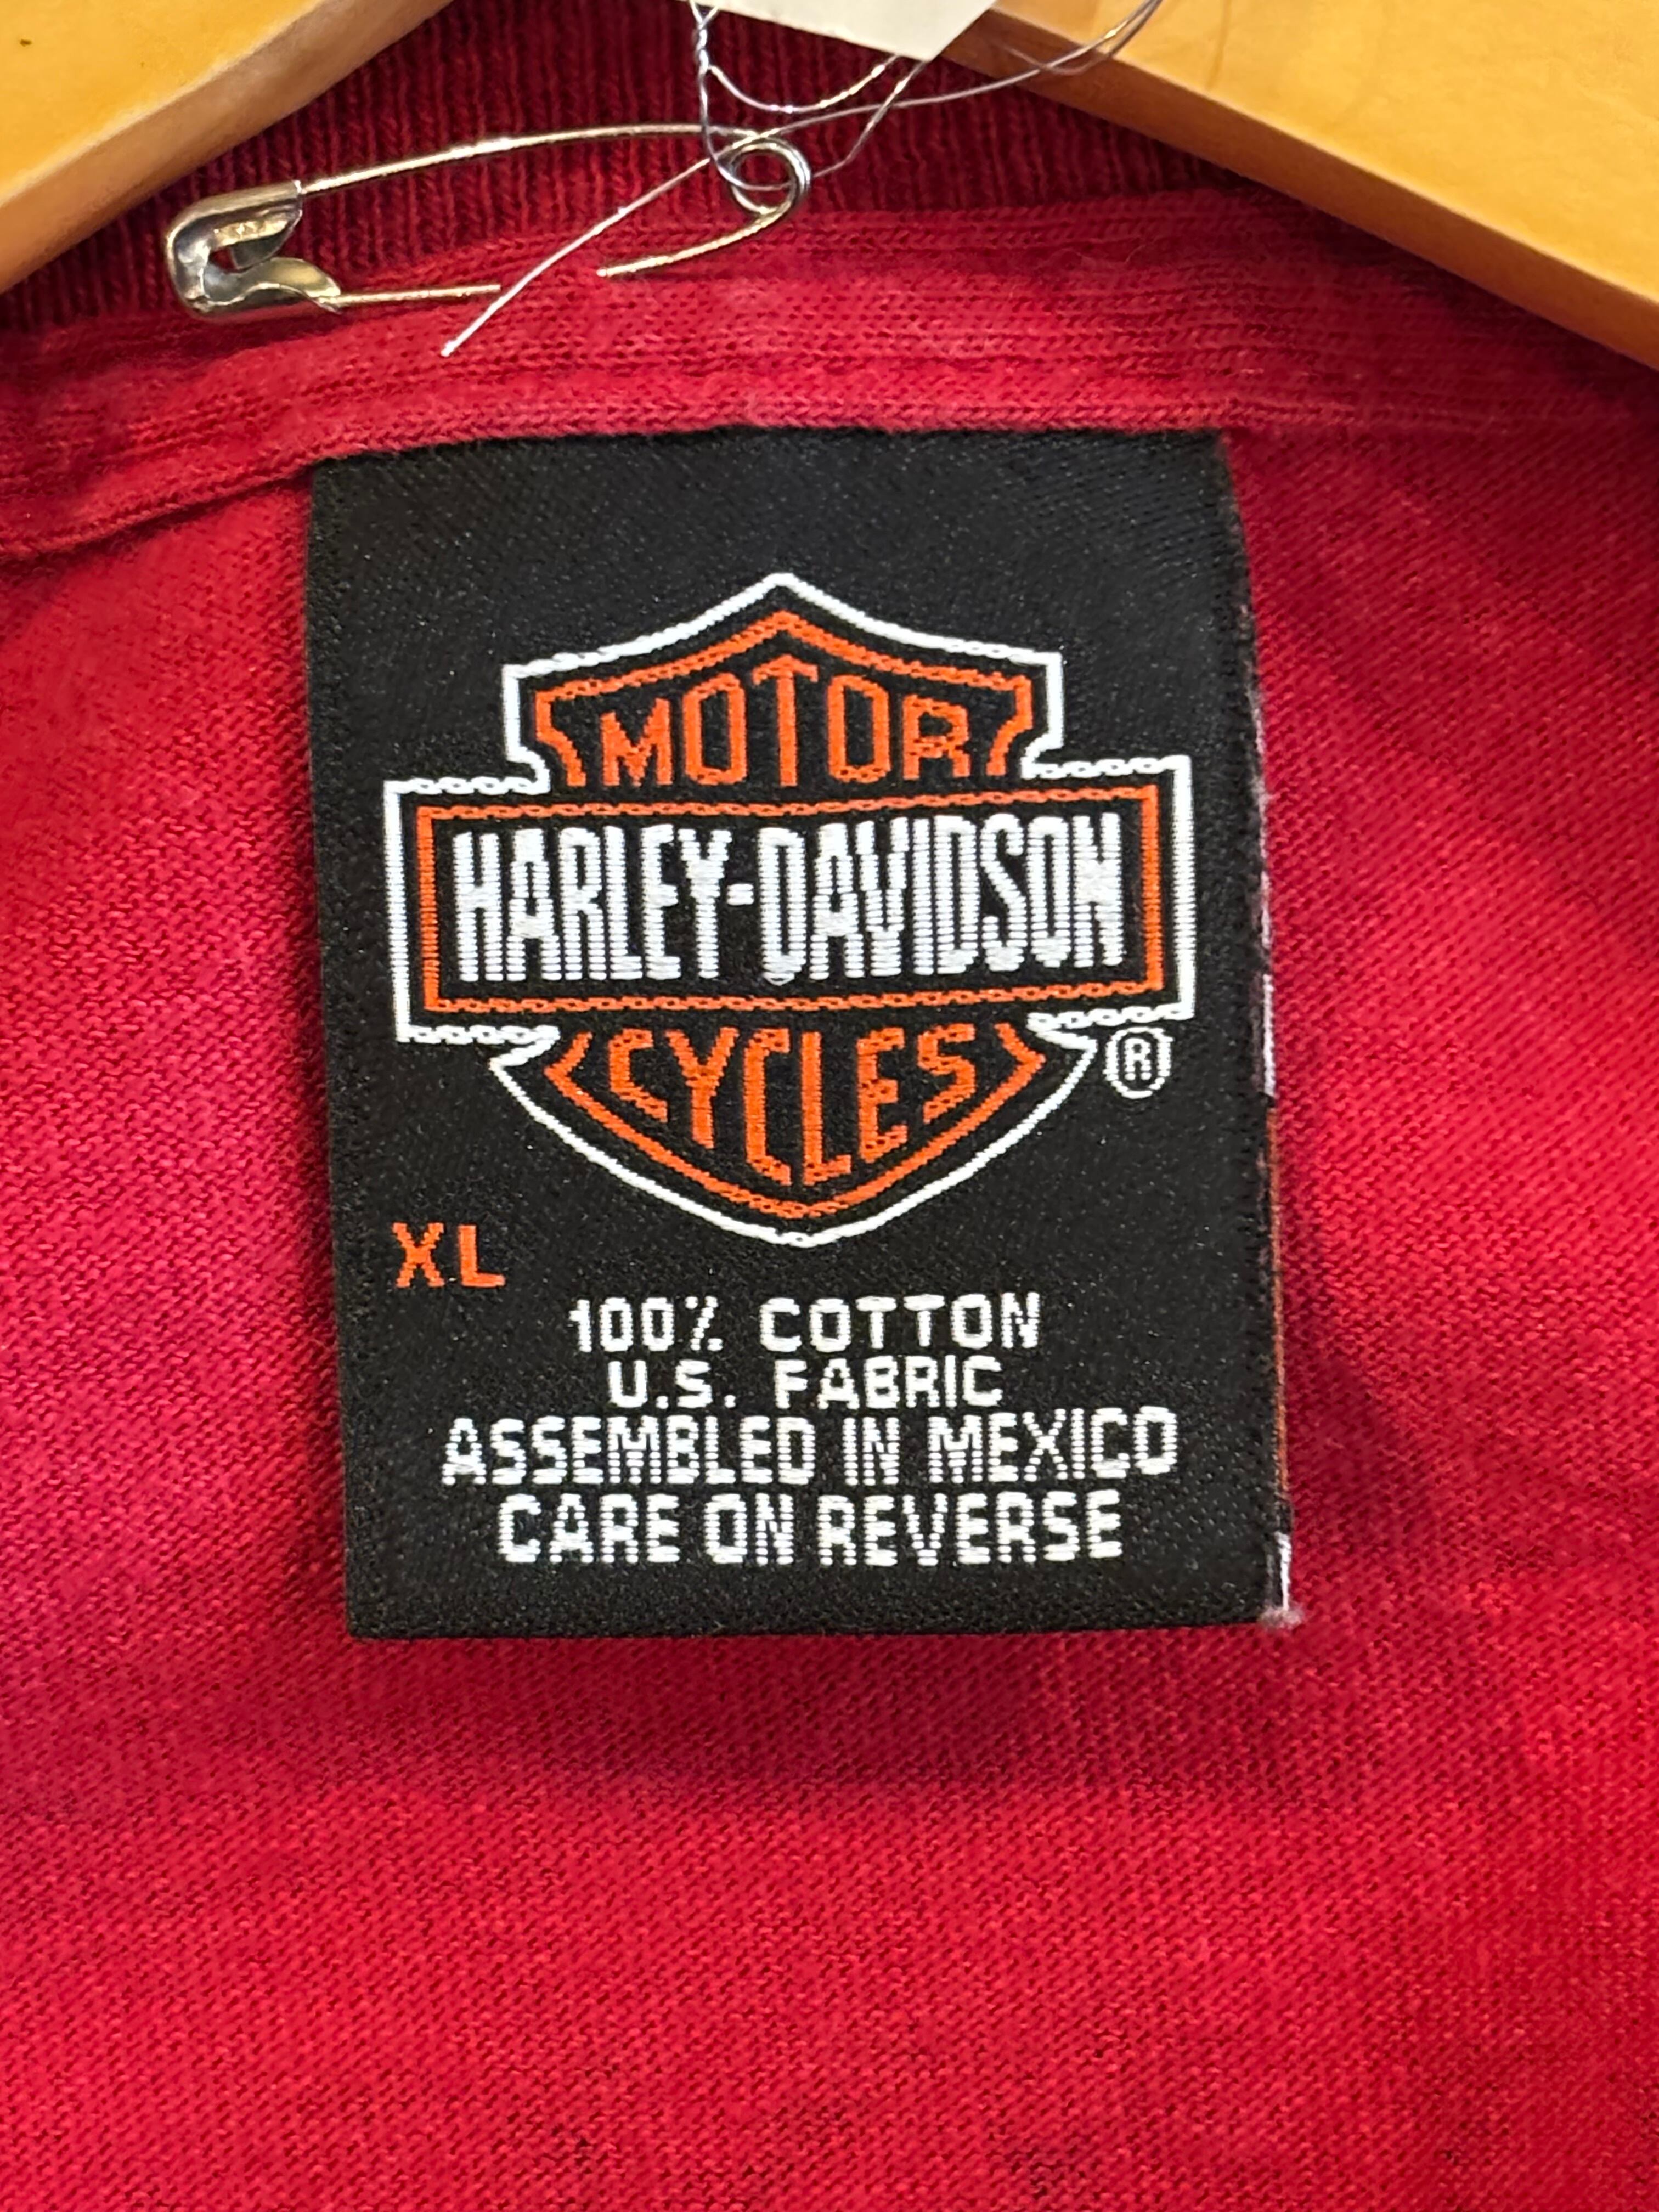 MOTOR
HARLEY-DAVIDSON
CYCLES
®
XL
100% COTTON
U.S. FABRIC
ASSEMBLED IN MEXICO
CARE ON REVERSE